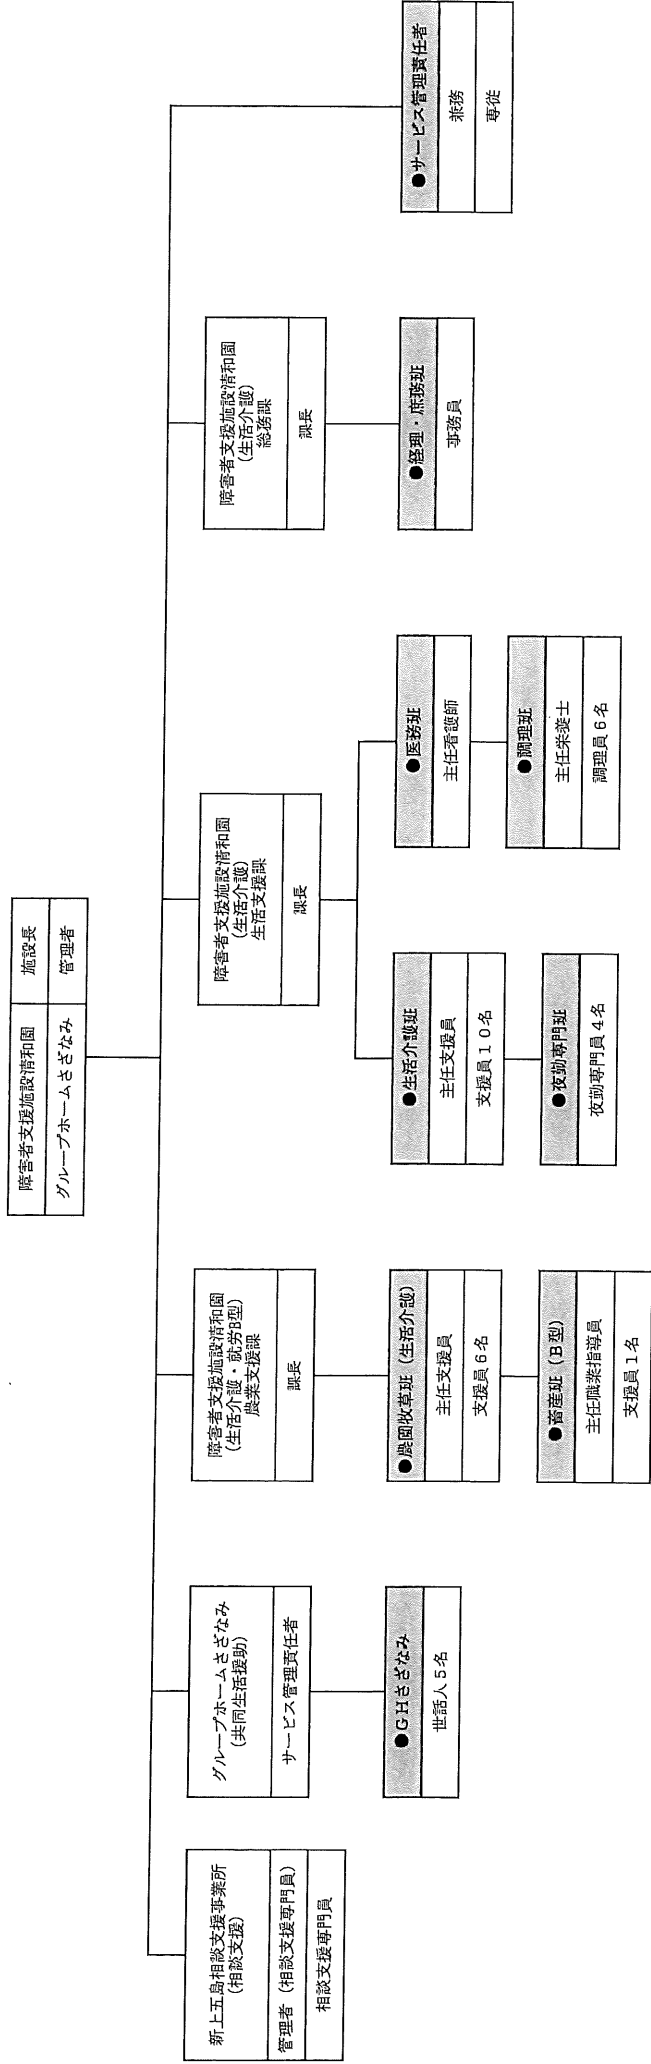 障害者支援施設清和園 施設長
グループホームさざなみ 管理者
新上五島相談支援事業所
(相談支援)
管理者（相談支援専門員）
相談支援専門員
グループホームさざなみ
(共同生活援助)
サービス管理責任者
●GHさざなみ
世話人5名
障害者支援施設清和園
(生活介護・就労B型)
農業支援課
課長
●農園牧草班（生活介護）
主任支援員
支援員6名
●畜産班（B型）
主任職業指導員
支援員1名
障害者支援施設清和園
(生活介護)
生活支援課
課長
●生活介護班
主任支援員
支援員10名
●夜勤専門班
夜勤専門員4名
●医務班
主任看護師
●調理班
主任栄養士
調理員6名
障害者支援施設清和園
(生活介護)
総務課
課長
●経理・庶務班
事務員
●サービス管理責任者
兼務
専従